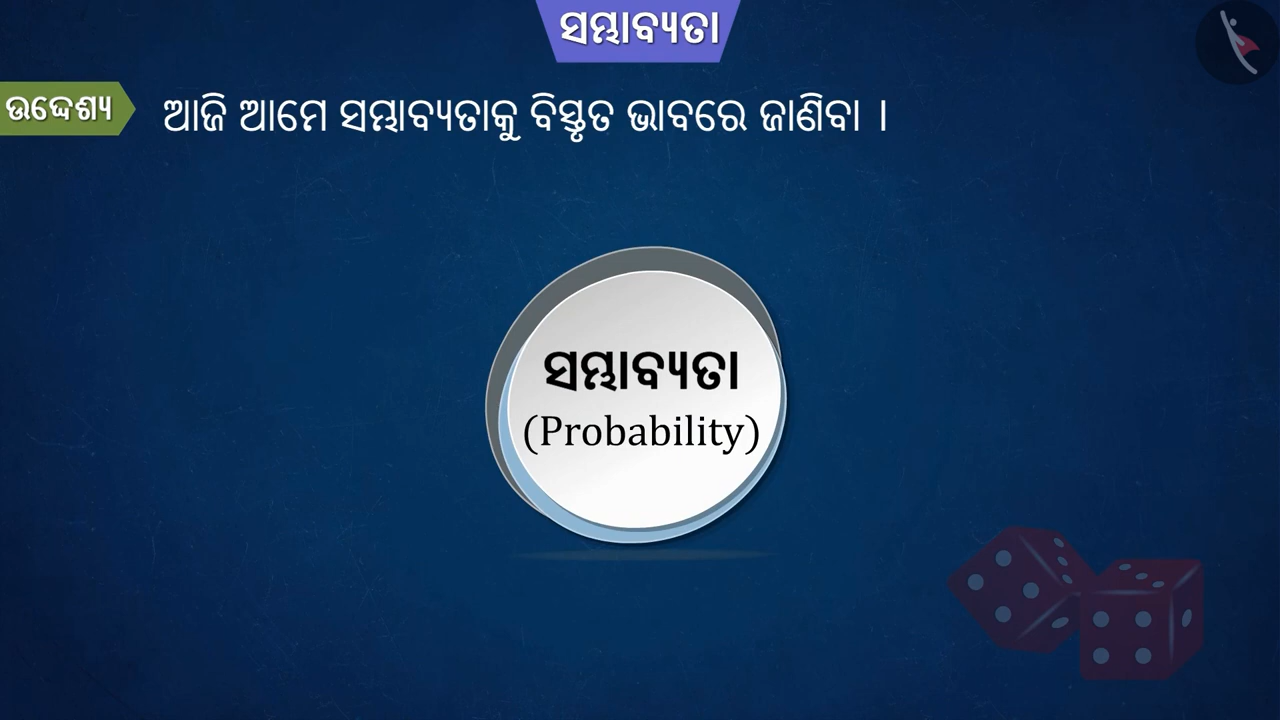 ସମ୍ଭାବ୍ୟତା
ଉଦ୍ଦେଶ୍ୟ
ଆଜି ଆମେ ସମ୍ଭାବ୍ୟତାକୁ ବିସ୍ତୃତ ଭାବରେ ଜାଣିବା ।
ସମ୍ଭାବ୍ୟତା
(Probability)